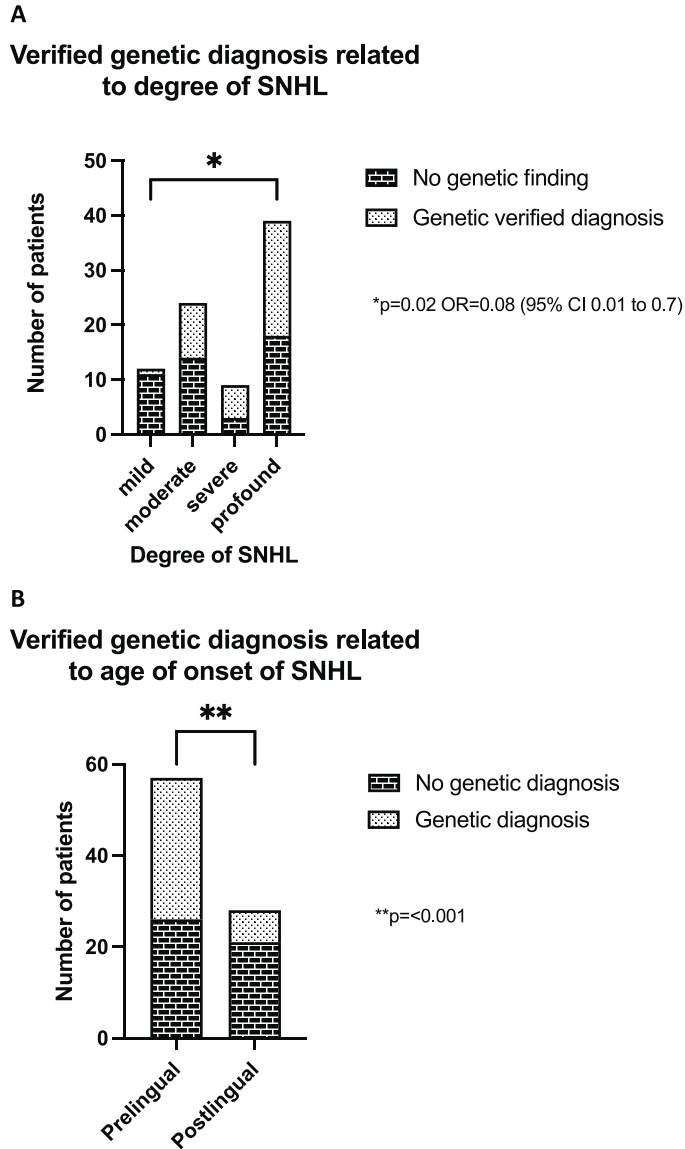 A
Verified genetic diagnosis related
to degree of SNHL
50
40
30
20
10
0
Number of patients
*
No genetic finding
Genetic verified diagnosis
*p=0.02 OR=0.08 (95% CI 0.01 to 0.7)
mild
moderate
severe
profound
Degree of SNHL
B
Verified genetic diagnosis related
to age of onset of SNHL
**
60
40
20
0
Number of patients
No genetic diagnosis
Genetic diagnosis
**p=<0.001
Prelingual
Postlingual